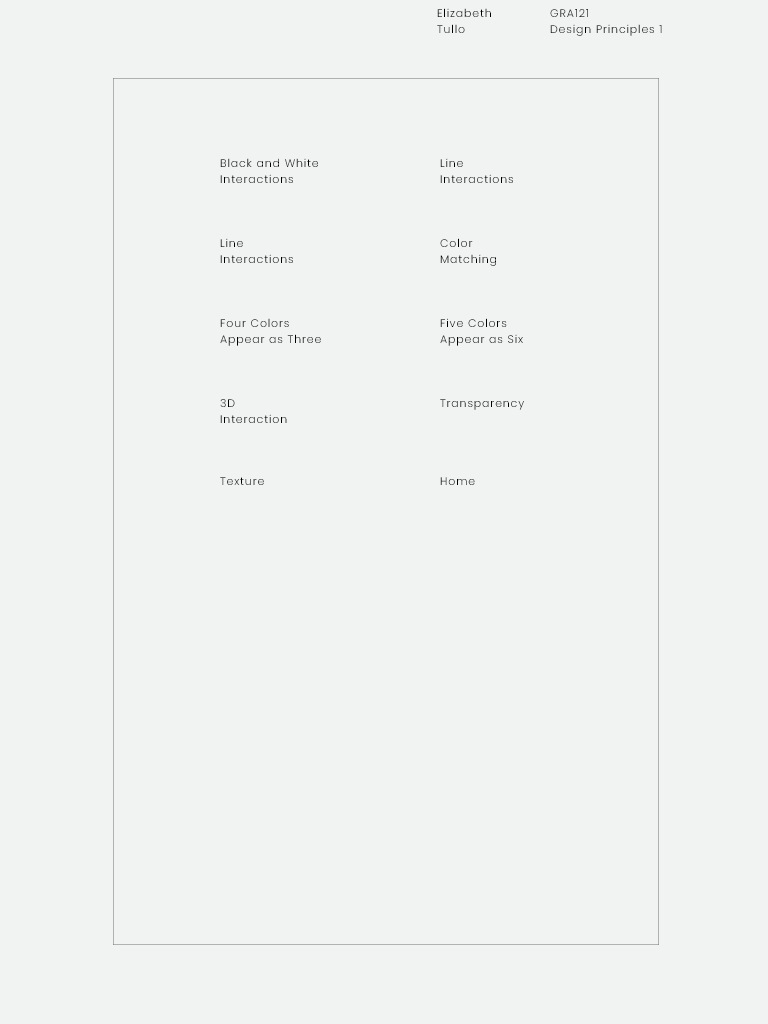 Elizabeth
Tullo
GRA121
Design Principles 1
Black and White
Interactions
Line
Interactions
Line
Interactions
Color
Matching
Four Colors
Appear as Three
Five Colors
Appear as Six
3D
Interaction
Transparency
Texture
Home